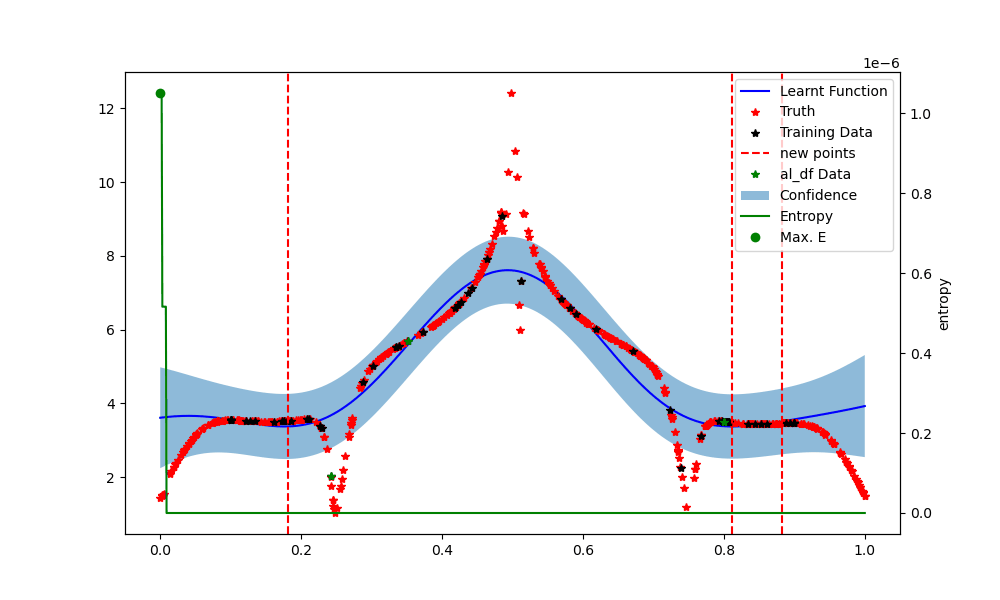 1e−6
12
10
8
6
4
2
1.0
0.8
0.6
0.4
0.2
0.0
entropy
Learnt Function
Truth
Training Data
new points
al_df Data
Confidence
Entropy
Max. E
0.0
0.2
0.4
0.6
0.8
1.0